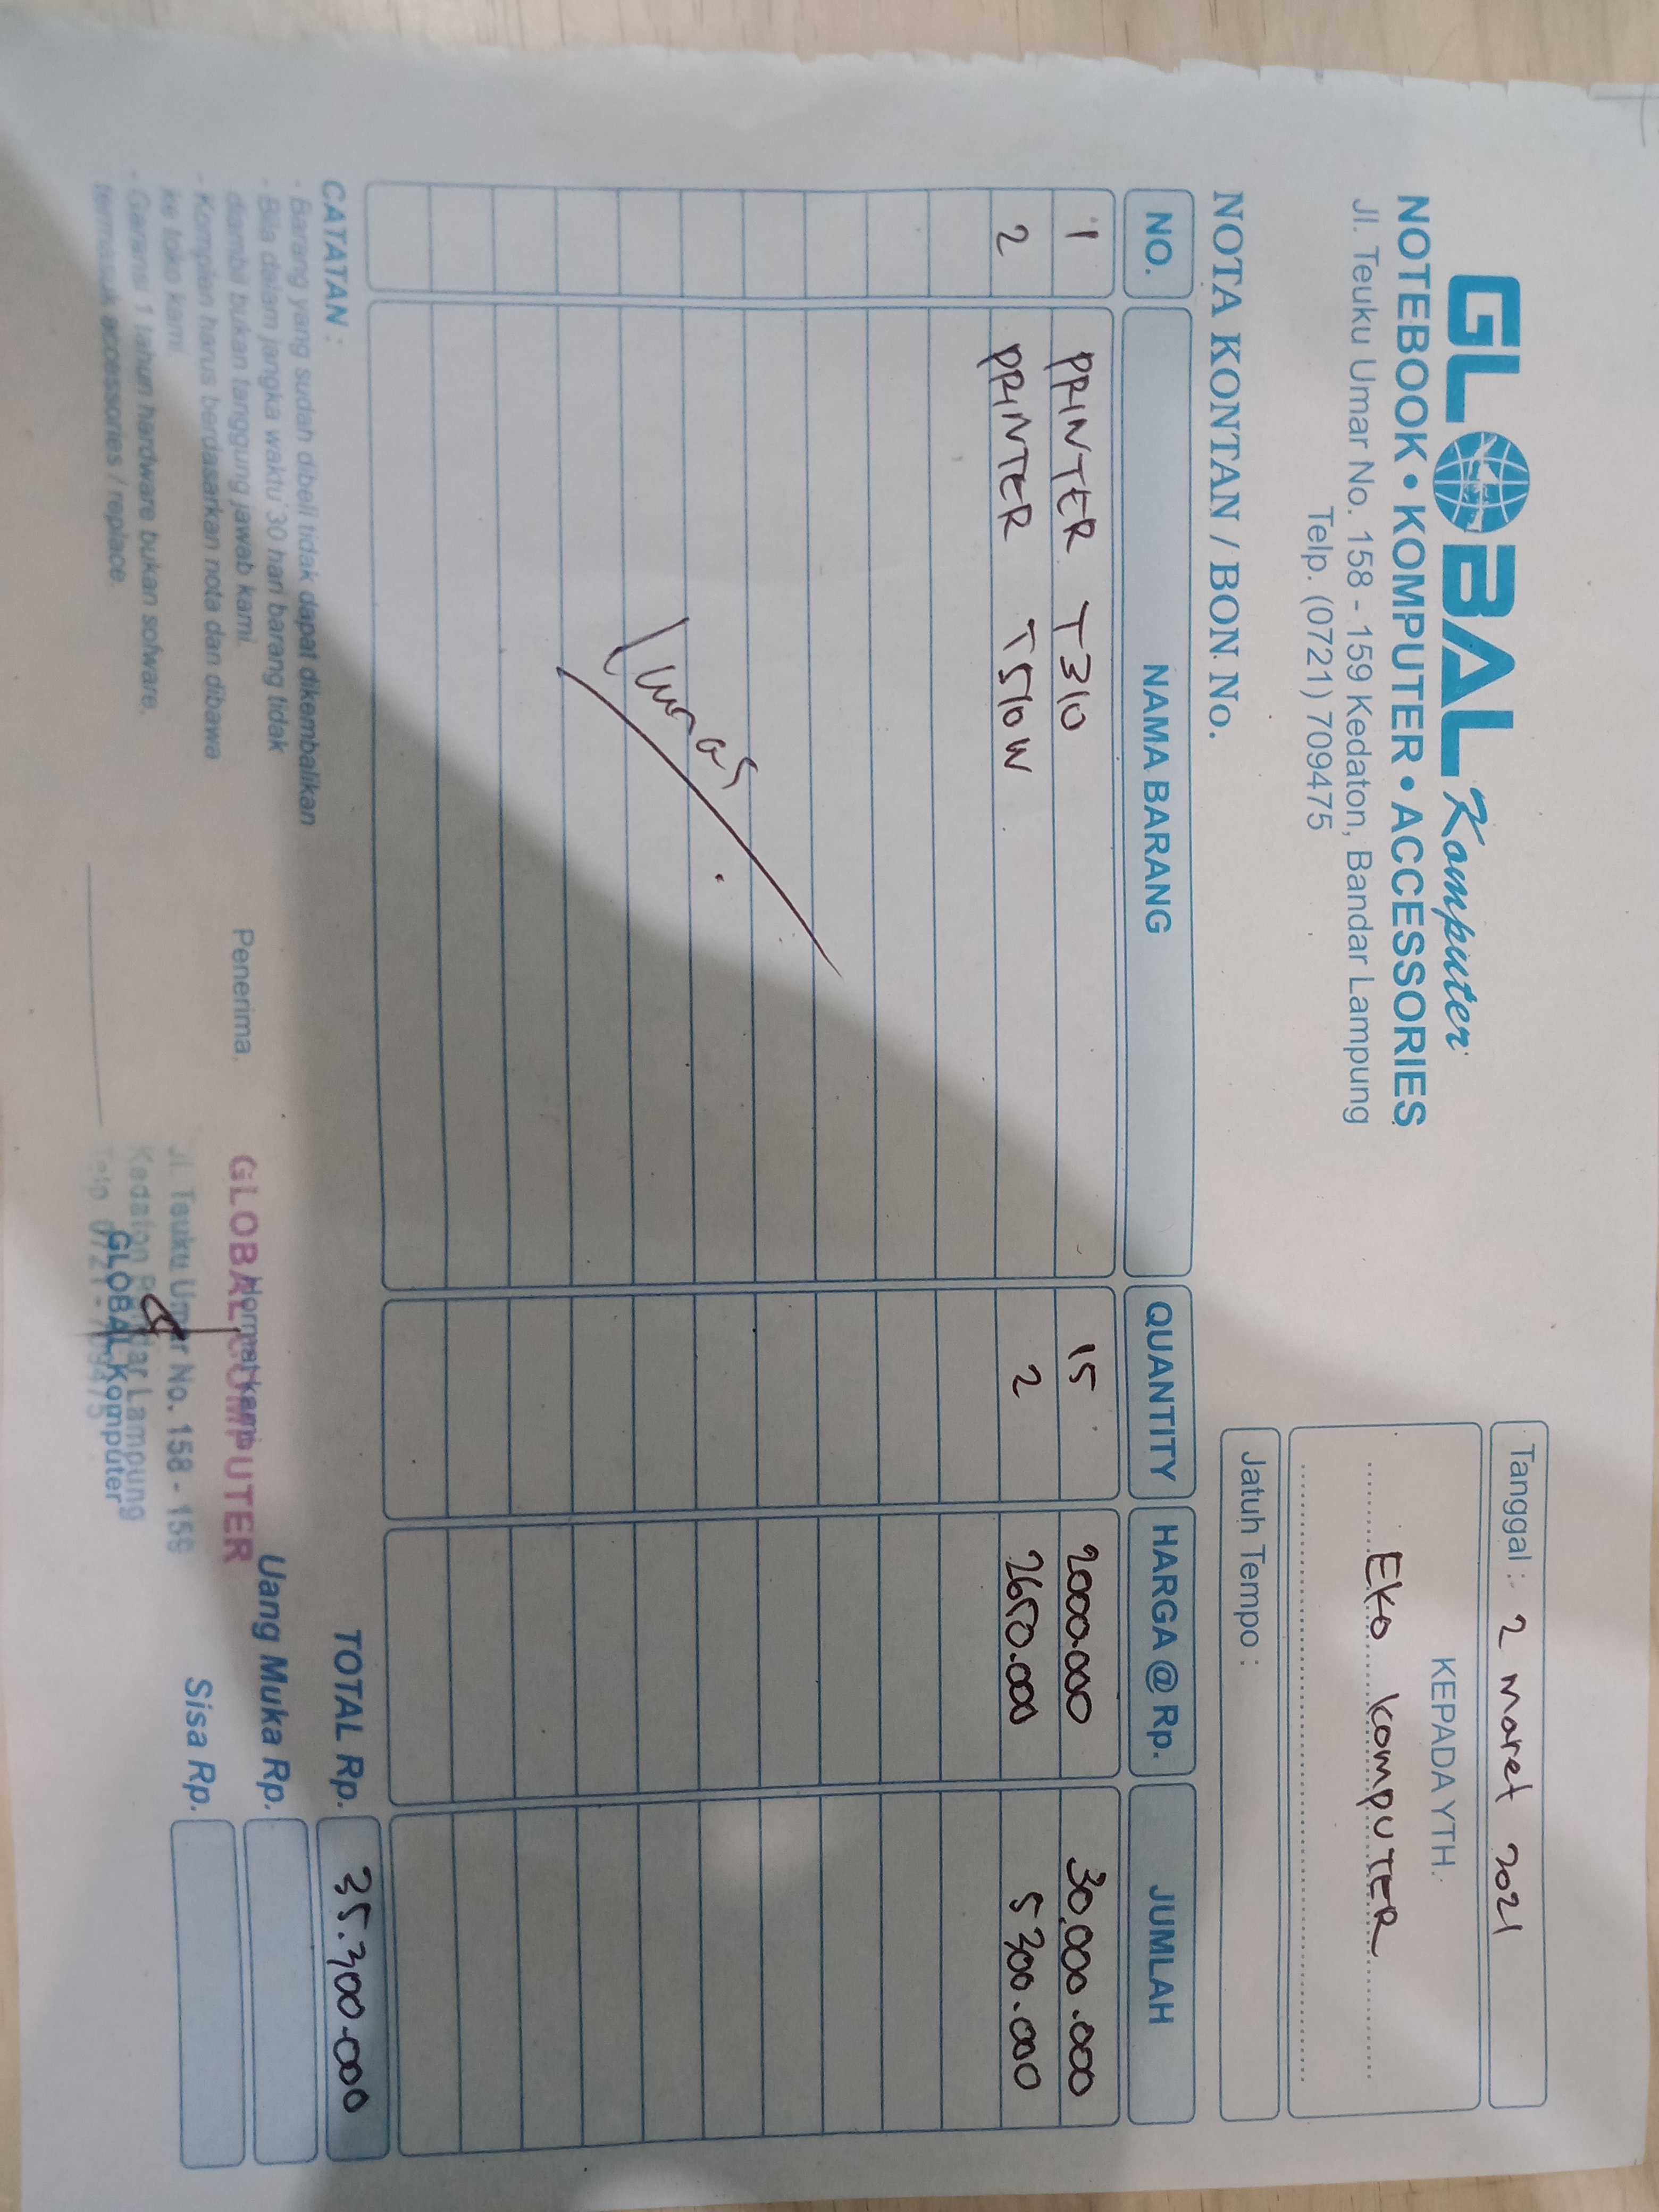 GLOBAL Komputer
NOTEBOOK • KOMPUTER • ACCESSORIES
Jl. Teuku Umar No. 158 - 159 Kedaton, Bandar Lampung
Telp. (0721) 709475
Tanggal : 2 maret 2021
KEPADA YTH.
EKO KOMPUTER
Jatuh Tempo :
NOTA KONTAN / BON No.
NO. NAMA BARANG QUANTITY HARGA @ Rp. JUMLAH
1 PRINTER T310 15 2000.000 30.000.000
2 PRINTER T510W 2 2650.000 5300.000
Lunas
TOTAL Rp. 35.300.000
Uang Muka Rp.
Sisa Rp.
CATATAN :
- Barang yang sudah dibeli tidak dapat dikembalikan
- Bila dalam jangka waktu 30 hari barang tidak
diambil bukan tanggung jawab kami.
- Komplen harus berdasarkan nota dan dibawa
ke toko kami.
- Garansi 1 tahun hardware bukan sofware.
termasuk accessories / replace.
Penerima,
Hormat kami
GLOBAL Komputer
GLOBAL COMPUTER
Jl. Teuku Umar No. 158 - 159
Kedaton Bandar Lampung
Telp. 0721 - 709475